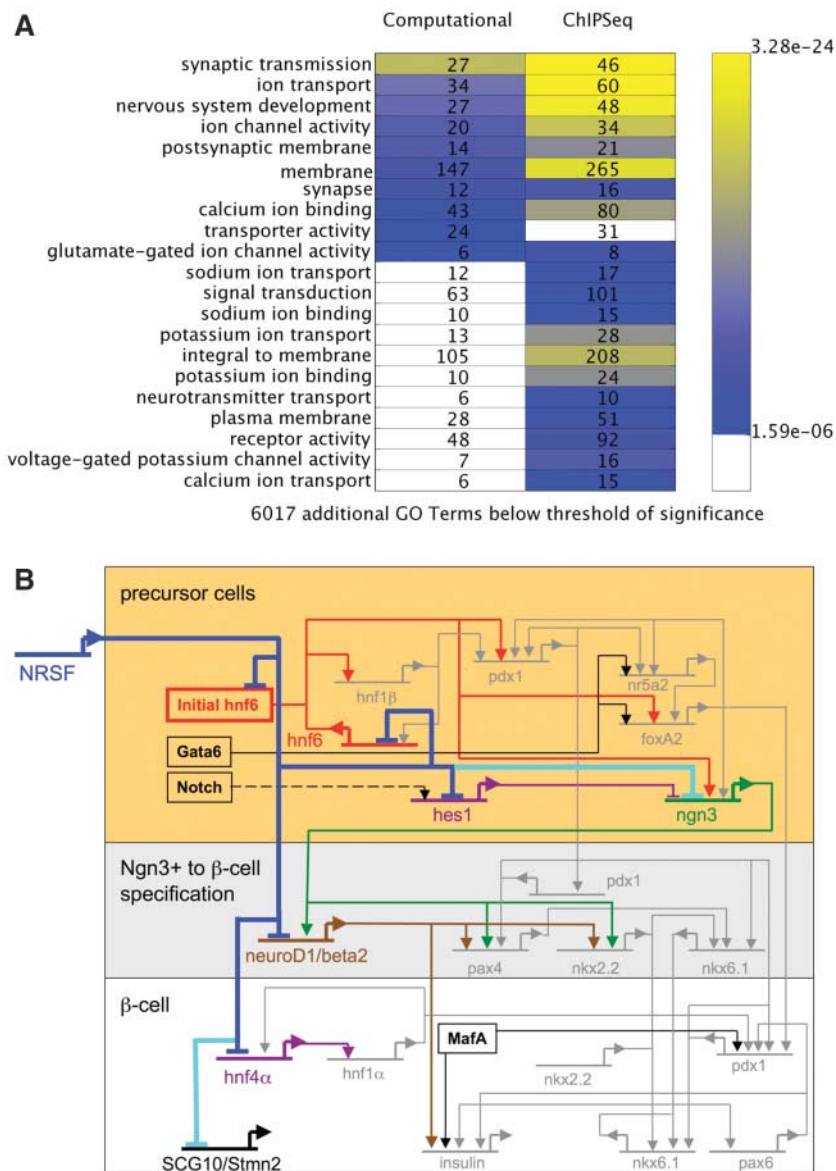 A
Computational ChIPSeq
3.28e-24
synaptic transmission 27 46
ion transport 34 60
nervous system development 27 48
ion channel activity 20 34
postsynaptic membrane 14 21
membrane 147 265
synapse 12 16
calcium ion binding 43 80
transporter activity 24 31
glutamate-gated ion channel activity 6 8
sodium ion transport 12 17
signal transduction 63 101
sodium ion binding 10 15
potassium ion transport 13 28
integral to membrane 105 208
potassium ion binding 10 24
neurotransmitter transport 6 10
plasma membrane 28 51
1.59e-06
receptor activity 48 92
voltage-gated potassium channel activity 7 16
calcium ion transport 6 15
6017 additional GO Terms below threshold of significance
B
precursor cells
NRSF
Initial hnf6
hnf1β
pdx1
nr5a2
hnf6
foxA2
Gata6
Notch
hes1
ngn3
Ngn3+ to β-cell
specification
pdx1
neuroD1/beta2
pax4
nkx2.2
nkx6.1
β-cell
MafA
hnf4α
hnf1α
nkx2.2
pdx1
SCG10/Stmn2
insulin
nkx6.1
pax6